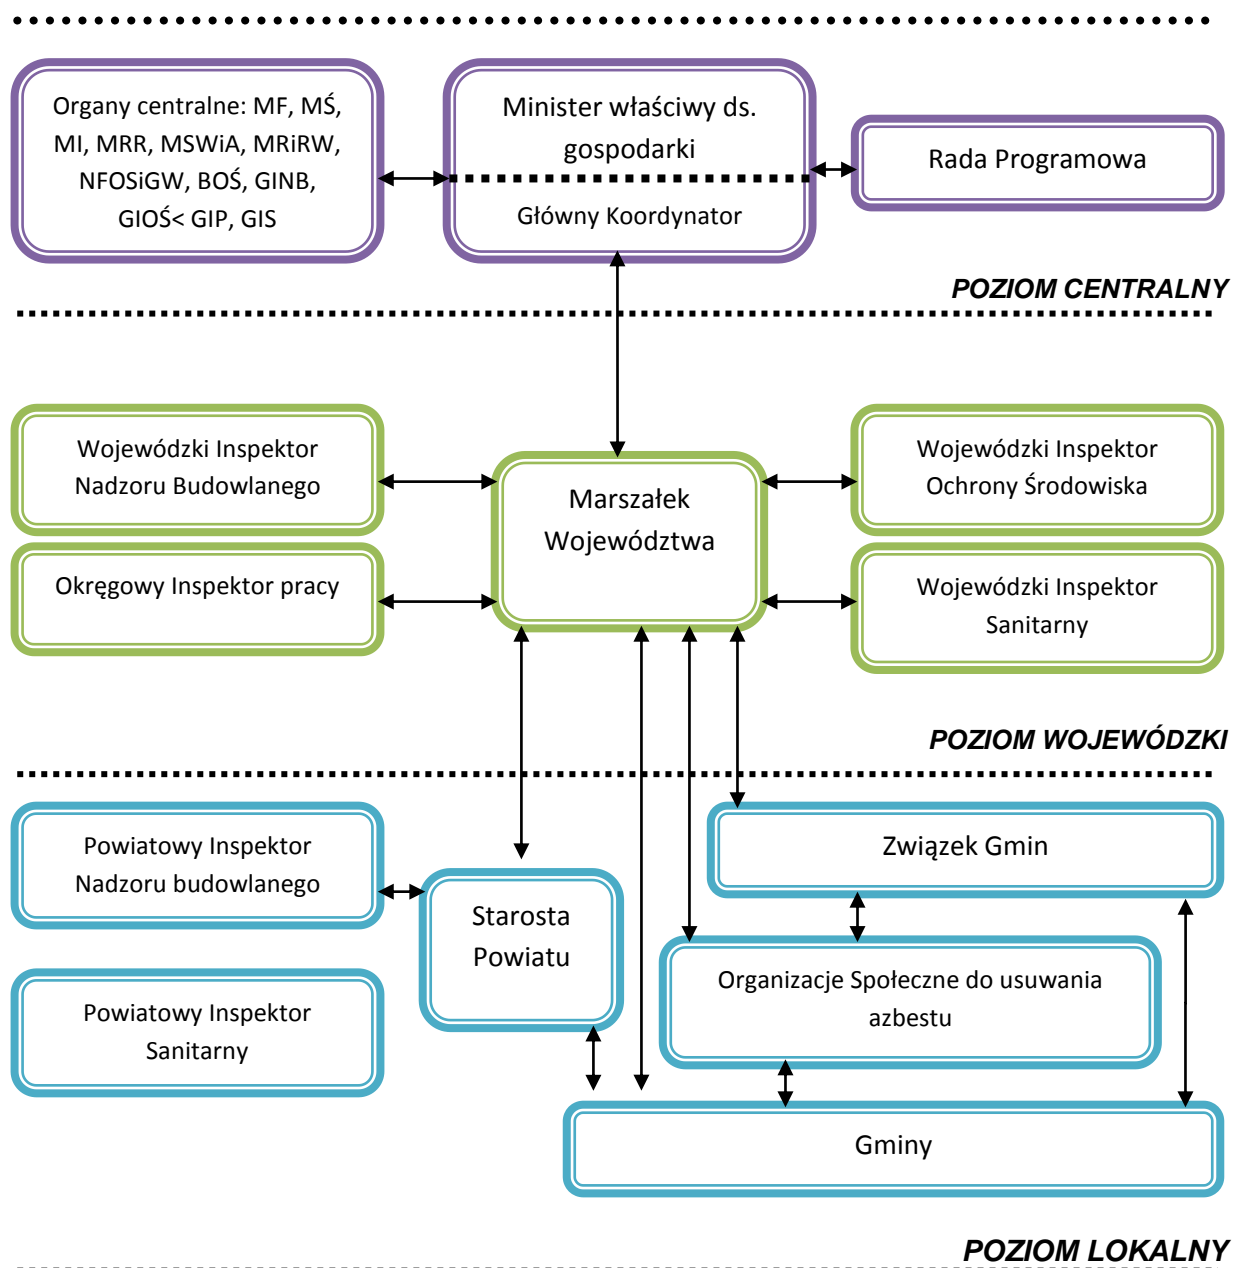 Organy centralne: MF, MŚ,
MI, MRR, MSWiA, MRiRW,
NFOSiGW, BOŚ, GINB,
GIOŚ< GIP, GIS
Minister właściwy ds.
gospodarki
Główny Koordynator
Rada Programowa
POZIOM CENTRALNY
Wojewódzki Inspektor
Nadzoru Budowlanego
Okręgowy Inspektor pracy
Marszałek
Województwa
Wojewódzki Inspektor
Ochrony Środowiska
Wojewódzki Inspektor
Sanitarny
POZIOM WOJEWÓDZKI
Powiatowy Inspektor
Nadzoru budowlanego
Powiatowy Inspektor
Sanitarny
Starosta
Powiatu
Związek Gmin
Organizacje Społeczne do usuwania
azbestu
Gminy
POZIOM LOKALNY